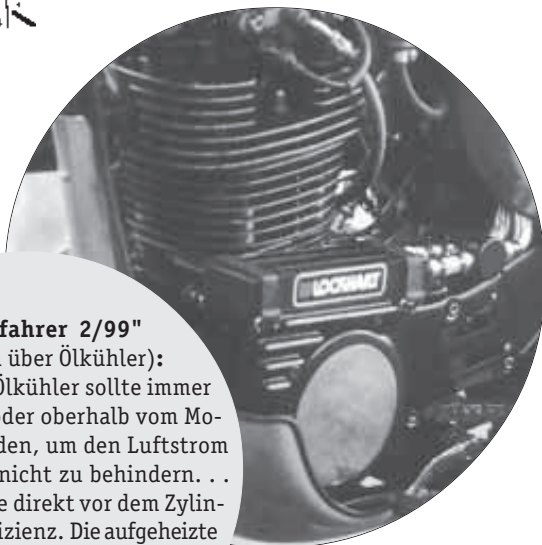 fahrer 2/99"
über Ölkühler):
Ölkühler sollte immer
oder oberhalb vom Mo-
den, um den Luftstrom
nicht zu behindern. . .
e direkt vor dem Zylin-
izienz. Die aufgeheizte
LOCKHART